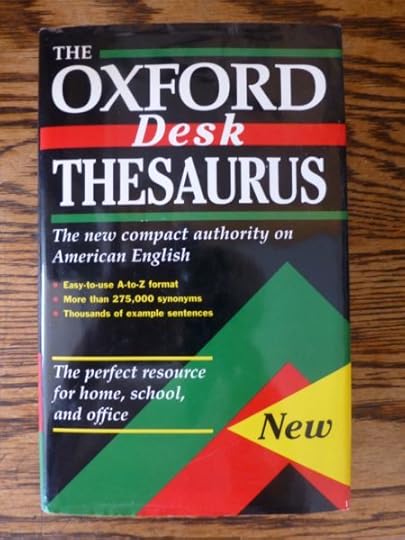 THE
OXFORD
Desk
THESAURUS
The new compact authority on
American English
• Easy-to-use A-to-Z format
• More than 275,000 synonyms
• Thousands of example sentences
The perfect resource
for home, school,
and office
New